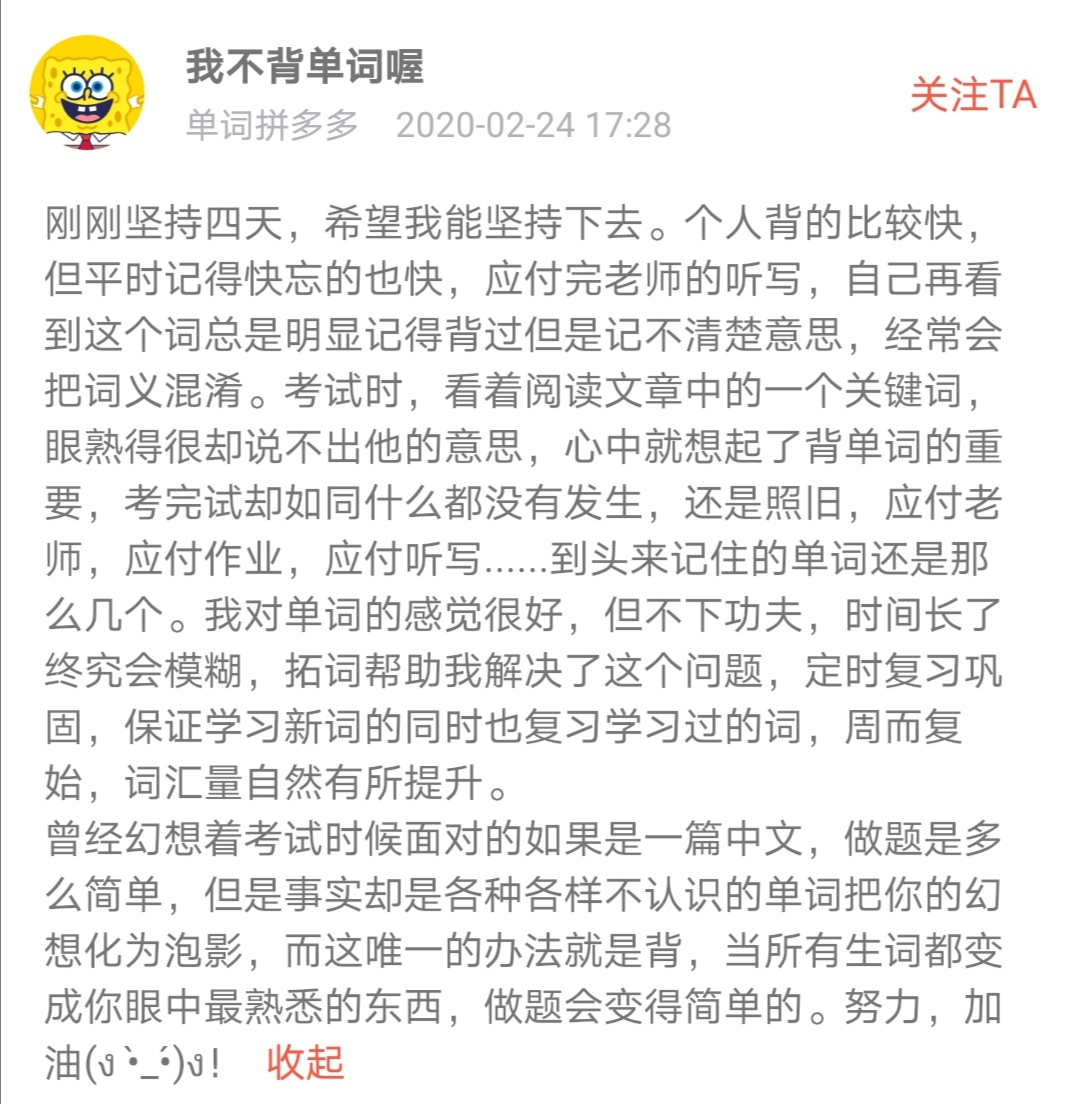 我不背单词喔
关注TA
单词拼多多 2020-02-24 17:28
刚刚坚持四天，希望我能坚持下去。个人背的比较快，
但平时记得快忘的也快，应付完老师的听写，自己再看
到这个词总是明显记得背过但是记不清楚意思，经常会
把词义混淆。考试时，看着阅读文章中的一个关键词，
眼熟得很却说不出他的意思，心中就想起了背单词的重
要，考完试却如同什么都没有发生，还是照旧，应付老
师，应付作业，应付听写......到头来记住的单词还是那
么几个。我对单词的感觉很好，但不下功夫，时间长了
终究会模糊，拓词帮助我解决了这个问题，定时复习巩
固，保证学习新词的同时也复习学习过的词，周而复
始，词汇量自然有所提升。
曾经幻想着考试时候面对的如果是一篇中文，做题是多
么简单，但是事实却是各种各样不认识的单词把你的幻
想化为泡影，而这唯一的办法就是背，当所有生词都变
成你眼中最熟悉的东西，做题会变得简单的。努力，加
油(ง •̀_•́)ง! 收起